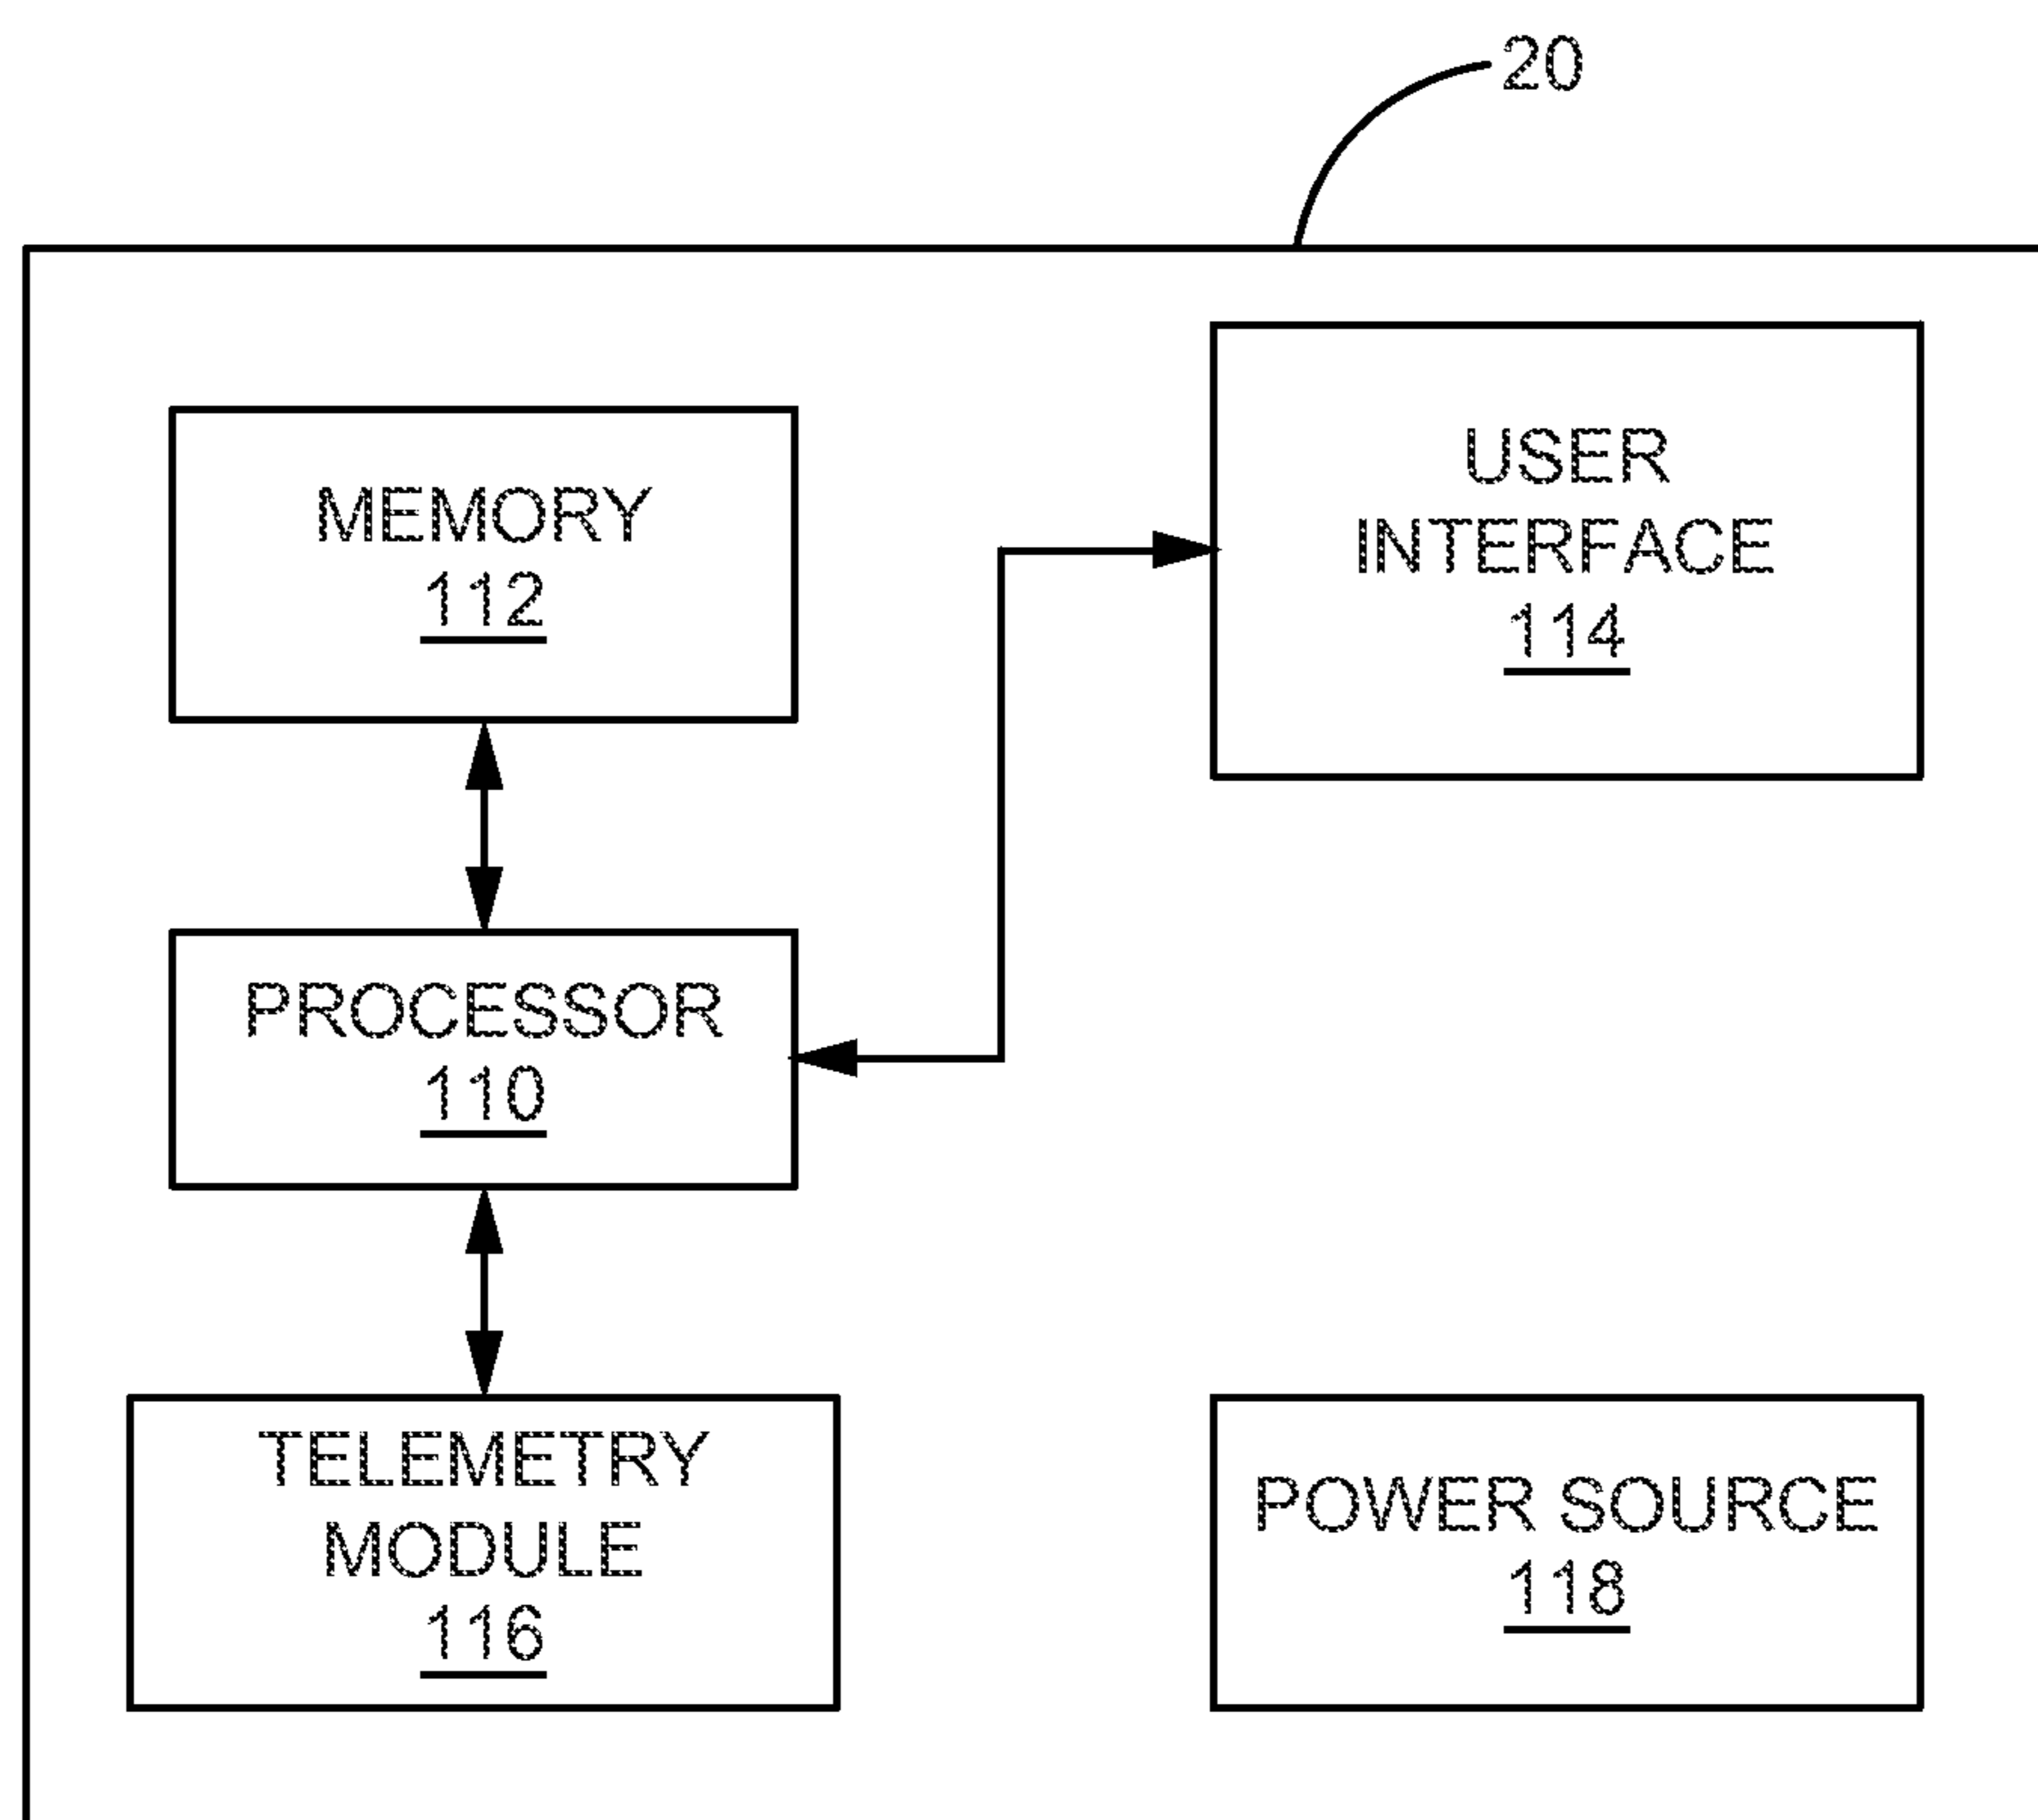 20
MEMORY
112
USER
INTERFACE
114
PROCESSOR
110
TELEMETRY
MODULE
116
POWER SOURCE
118